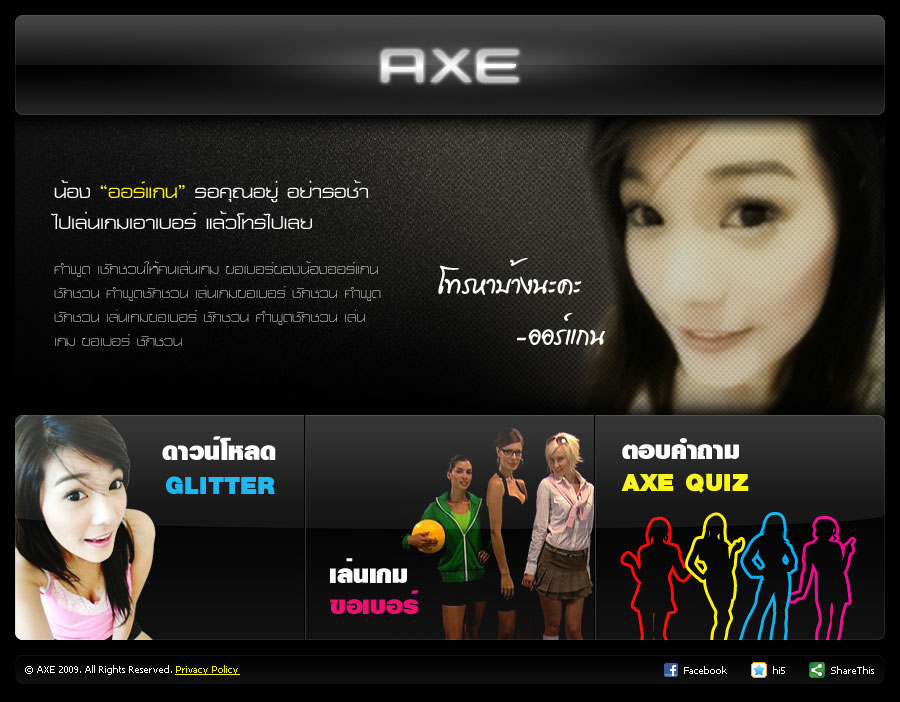 AXE
น้อง “ออร์แกน” รอคุณอยู่ อย่ารอช้า
ไปเล่นเกมเอาเบอร์ แล้วโทรไปเลย
คำพูด เชิกชวนให้คนเล่นเกม ขอเบอร์ของน้องออร์แกน
ชักชวน คำพูดชักชวน เล่นเกมขอเบอร์ ชักชวน คำพูด
ชักชวน เล่นเกมขอเบอร์ ชักชวน คำพูดชักชวน เล่น
เกม ขอเบอร์ ชักชวน
โทรหาบ้างนะคะ
-ออร์แกน
ดาวน์โหลด
GLITTER
เล่นเกม
ขอเบอร์
ตอบคำถาม
AXE QUIZ
© AXE 2009. All Rights Reserved. Privacy Policy
Facebook hi5 ShareThis